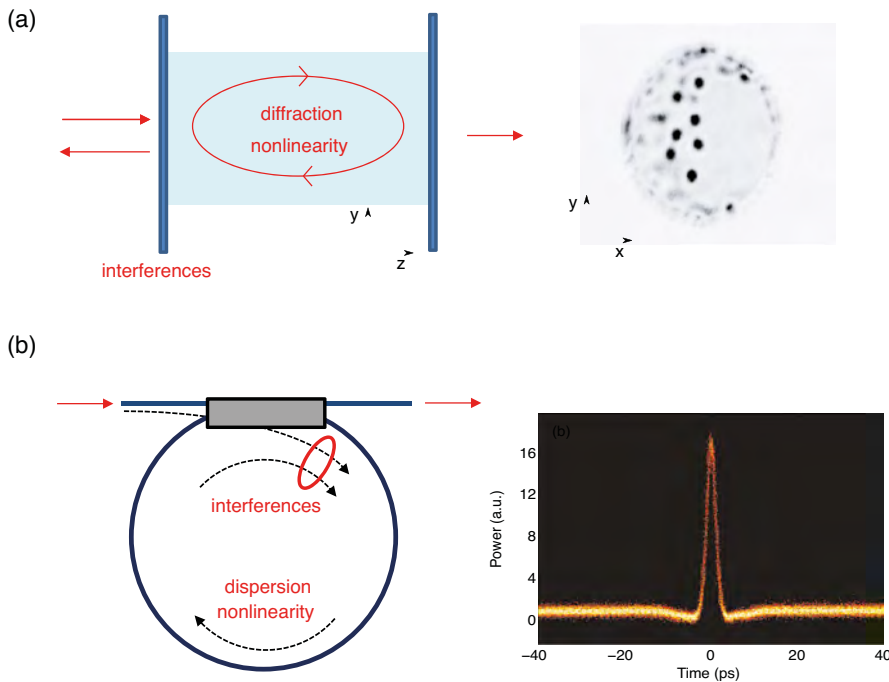 (a)
diffraction
nonlinearity
y
z
interferences
y
x
(b)
interferences
dispersion
nonlinearity
(b)
Power (a.u.)
16
12
8
4
0
−40
−20
0
20
40
Time (ps)